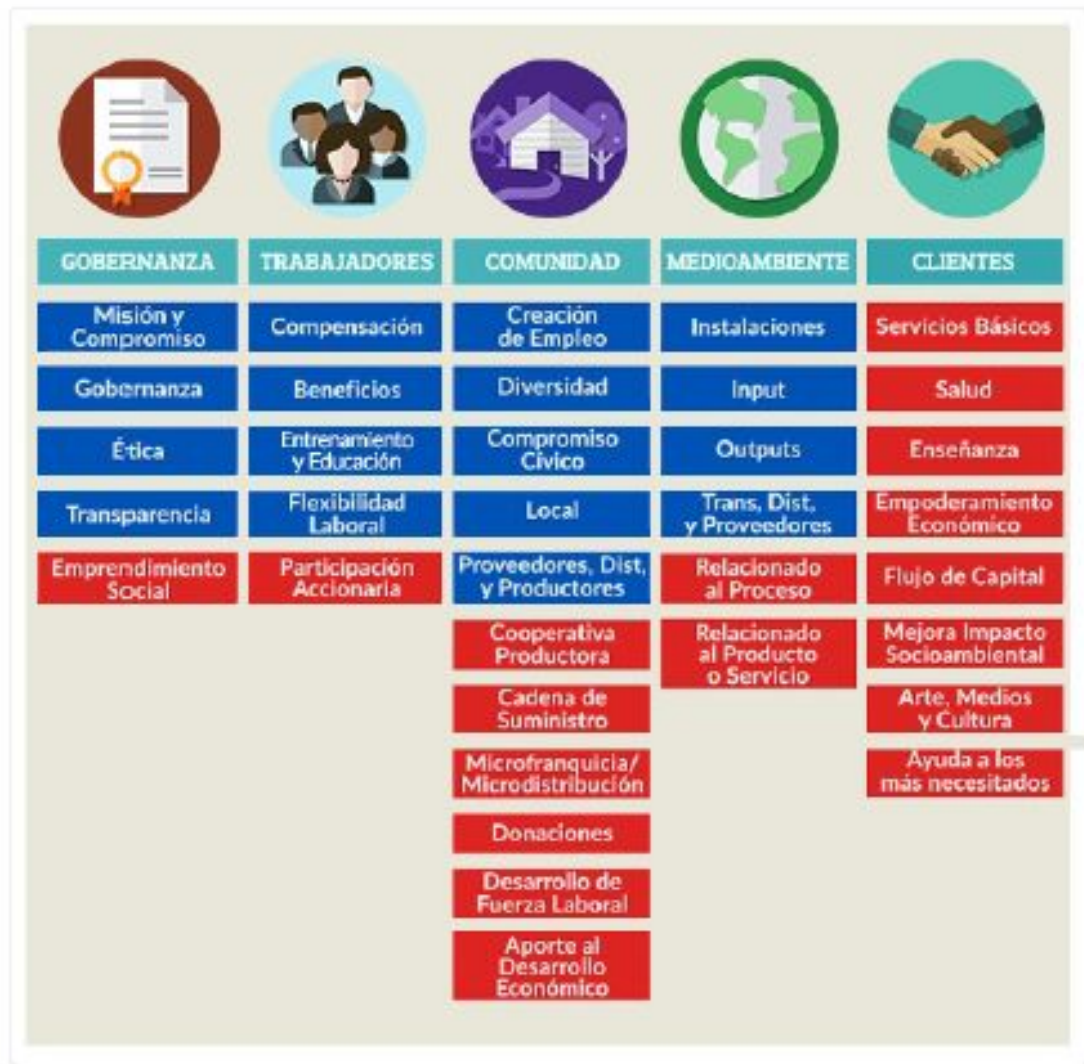 GOBERNANZA
Misión y
Compromiso
Gobernanza
Ética
Transparencia
Emprendimiento
Social
TRABAJADORES
Compensación
Beneficios
Entrenamiento
y Educación
Flexibilidad
Laboral
Participación
Accionaria
COMUNIDAD
Creación
de Empleo
Diversidad
Compromiso
Cívico
Local
Proveedores, Dist,
y Productores
Cooperativa
Productora
Cadena de
Suministro
Microfranquicia/
Microdistribución
Donaciones
Desarrollo de
Fuerza Laboral
Aporte al
Desarrollo
Económico
MEDIOAMBIENTE
Instalaciones
Input
Outputs
Trans, Dist,
y Proveedores
Relacionado
al Proceso
Relacionado
al Producto
o Servicio
CLIENTES
Servicios Básicos
Salud
Enseñanza
Empoderamiento
Económico
Flujo de Capital
Mejora Impacto
Socioambiental
Arte, Medios
y Cultura
Ayuda a los
más necesitados